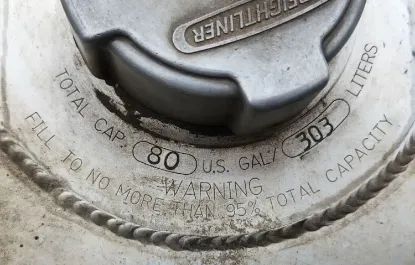 FREIGHTLINER
TOTAL CAP. 80 U.S. GAL/ 303 LITERS
WARNING
FILL TO NO MORE THAN 95% TOTAL CAPACITY